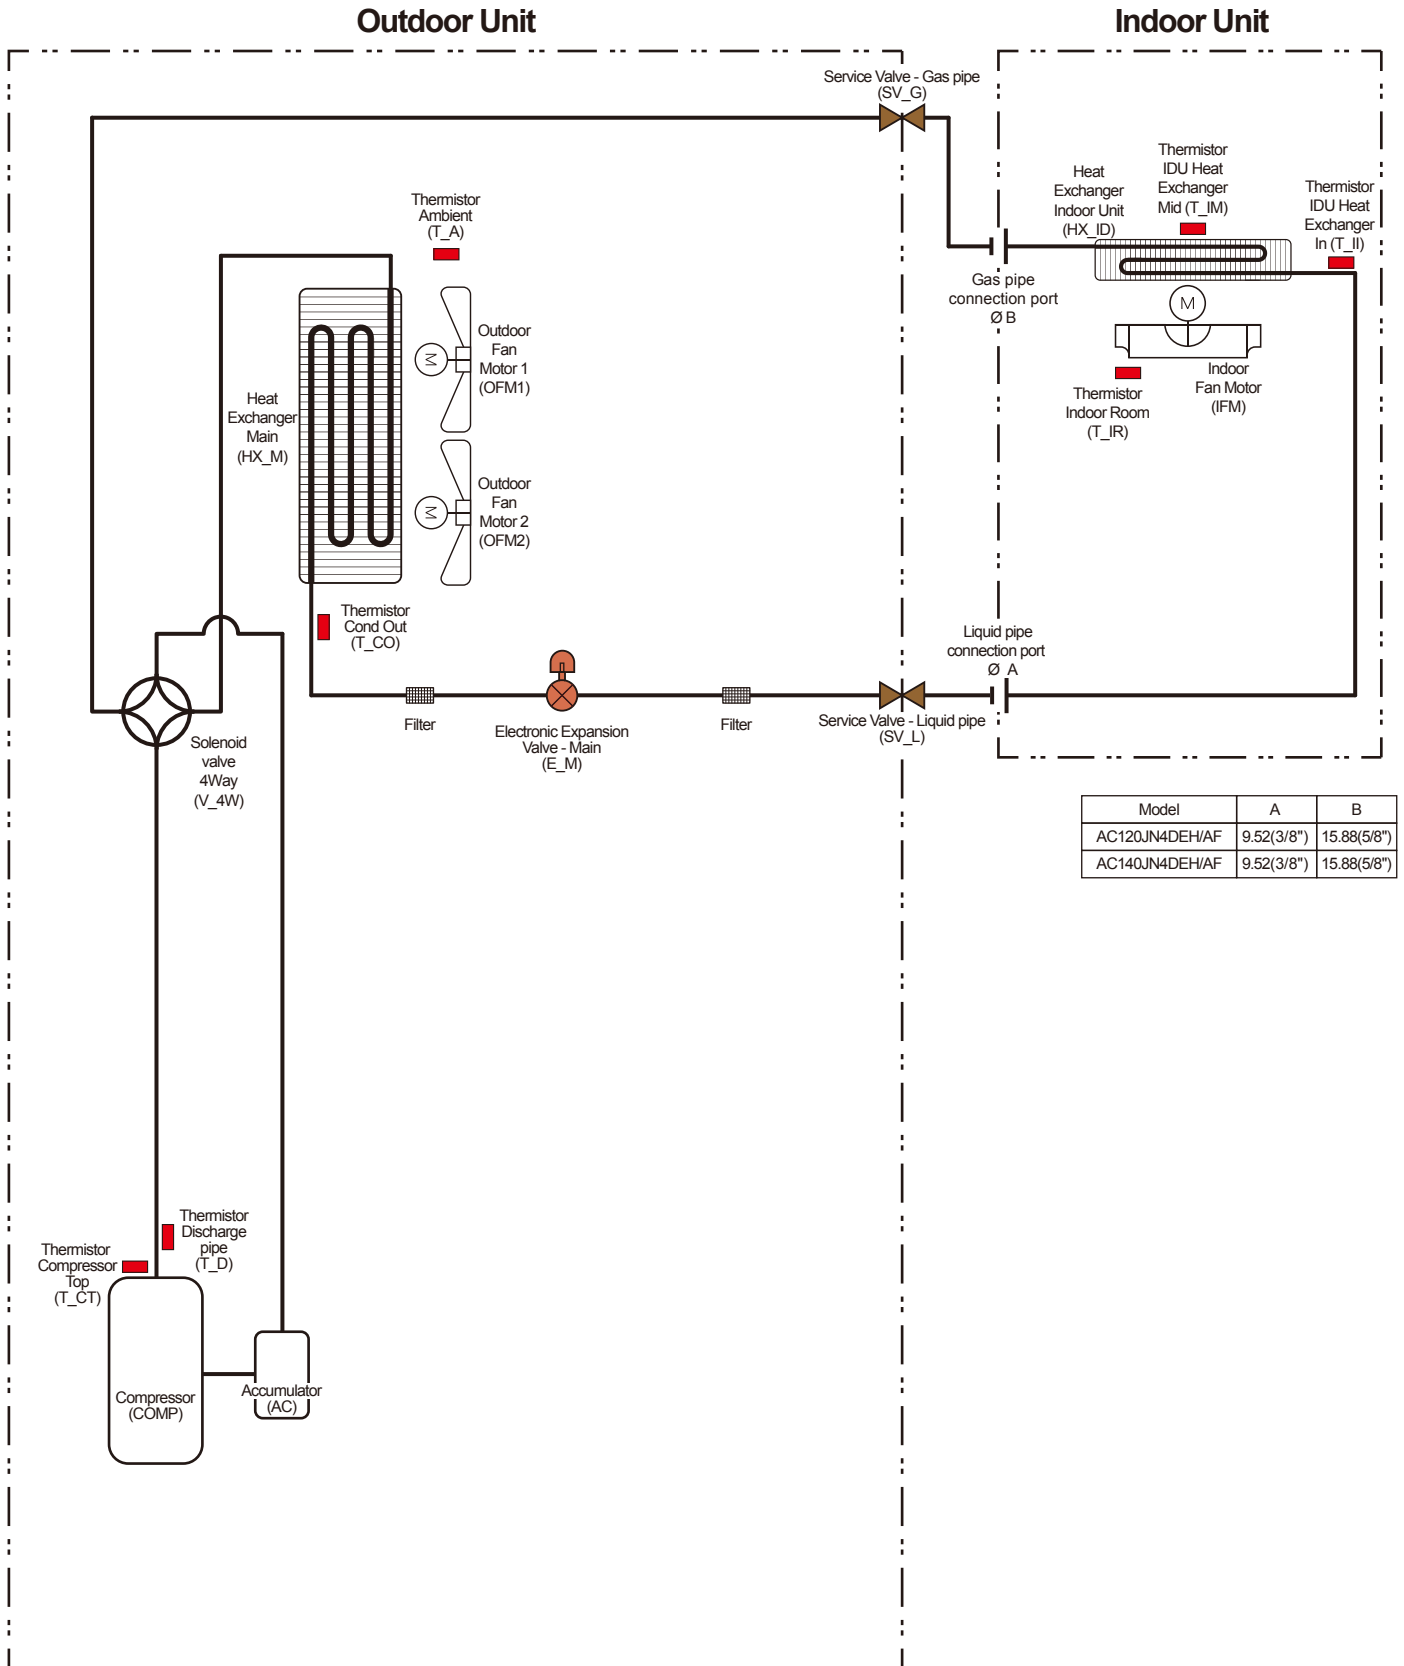 Outdoor Unit
Indoor Unit
Service Valve - Gas pipe
(SV_G)
Thermistor
Ambient
(T_A)
Heat
Exchanger
Indoor Unit
(HX_ID)
Thermistor
IDU Heat
Exchanger
Mid (T_IM)
Thermistor
IDU Heat
Exchanger
In (T_II)
Gas pipe
connection port
Ø B
M
Indoor
Fan Motor
(IFM)
Thermistor
Indoor Room
(T_IR)
Heat
Exchanger
Main
(HX_M)
M
Outdoor
Fan
Motor 1
(OFM1)
M
Outdoor
Fan
Motor 2
(OFM2)
Thermistor
Cond Out
(T_CO)
Liquid pipe
connection port
Ø A
Filter
Electronic Expansion
Valve - Main
(E_M)
Filter
Service Valve - Liquid pipe
(SV_L)
Solenoid
valve
4Way
(V_4W)
Model A B
AC120JN4DEH/AF 9.52(3/8") 15.88(5/8")
AC140JN4DEH/AF 9.52(3/8") 15.88(5/8")
Thermistor
Discharge
pipe
(T_D)
Thermistor
Compressor
Top
(T_CT)
Compressor
(COMP)
Accumulator
(AC)